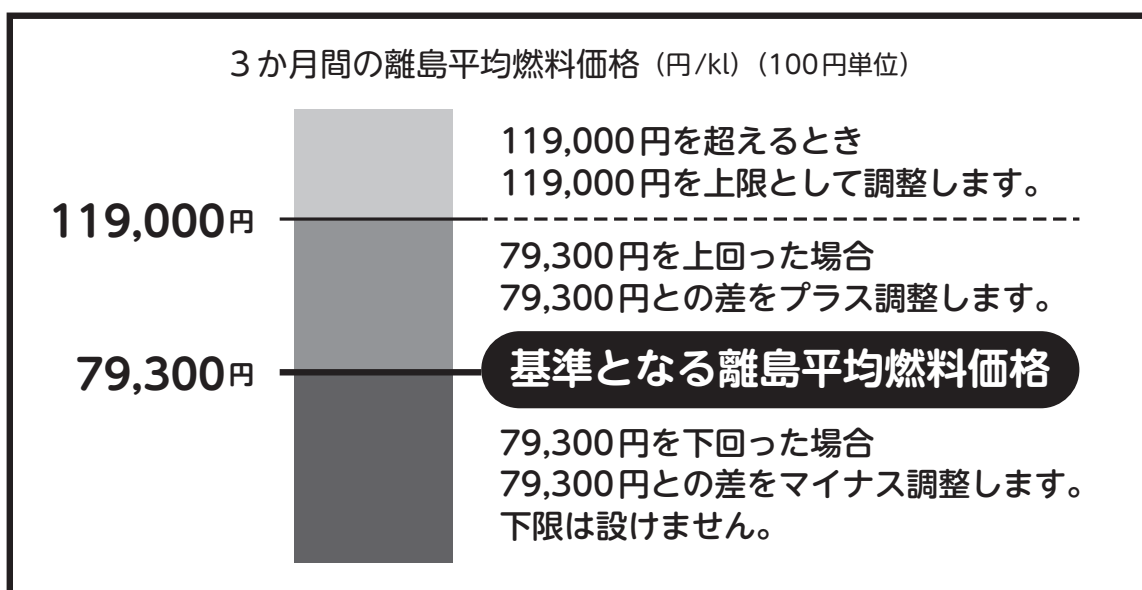 3か月間の離島平均燃料価格（円/kl）（100円単位）
119,000円を超えるとき
119,000円を上限として調整します。
119,000円
79,300円を上回った場合
79,300円との差をプラス調整します。
79,300円
基準となる離島平均燃料価格
79,300円を下回った場合
79,300円との差をマイナス調整します。
下限は設けません。